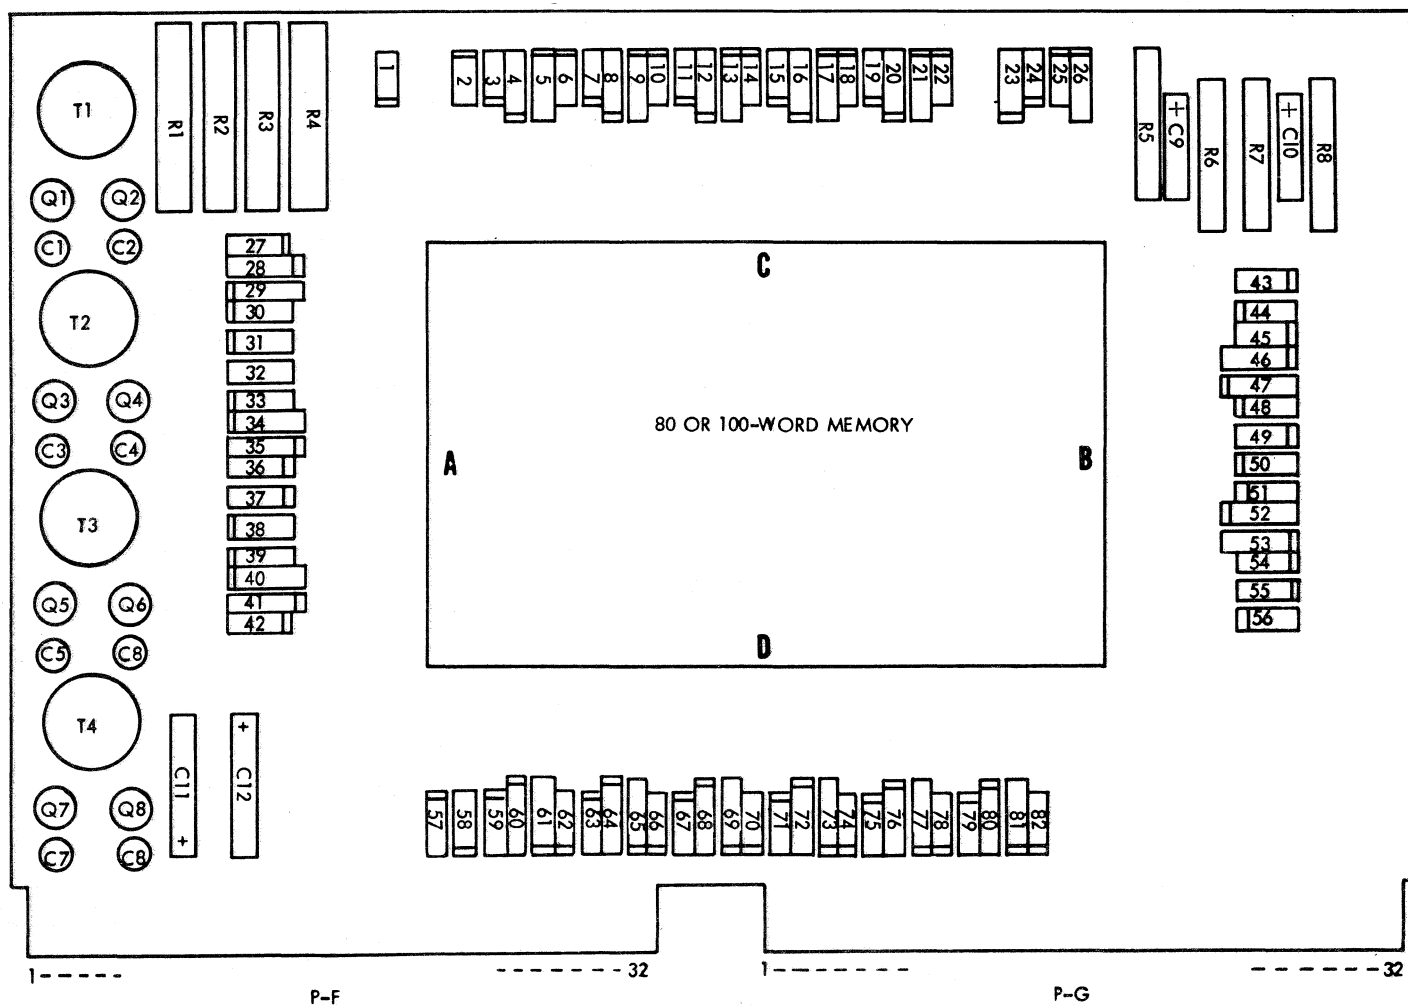 T1
R1 R2 R3 R4
1 2 3 4 5 6 7 8 9 10 11 12 13 14 15 16 17 18 19 20 21 22 23 24 25 26
R5 + C9 R6 R7 + C10 R8
Q1 Q2
C1 C2
T2
Q3 Q4
C3 C4
T3
Q5 Q6
C5 C8
T4
Q7 Q8
C7 C8
27
28
29
30
31
32
33
34
35
36
37
38
39
40
41
42
C11 +
+ C12
C
80 OR 100-WORD MEMORY
A B
D
43
44
45
46
47
48
49
50
51
52
53
54
55
56
57 58 59 60 61 62 63 64 65 66 67 68 69 70 71 72 73 74 75 76 77 78 79 80 81 82
1----- ------- 32 1-------- ------- 32
P-F P-G